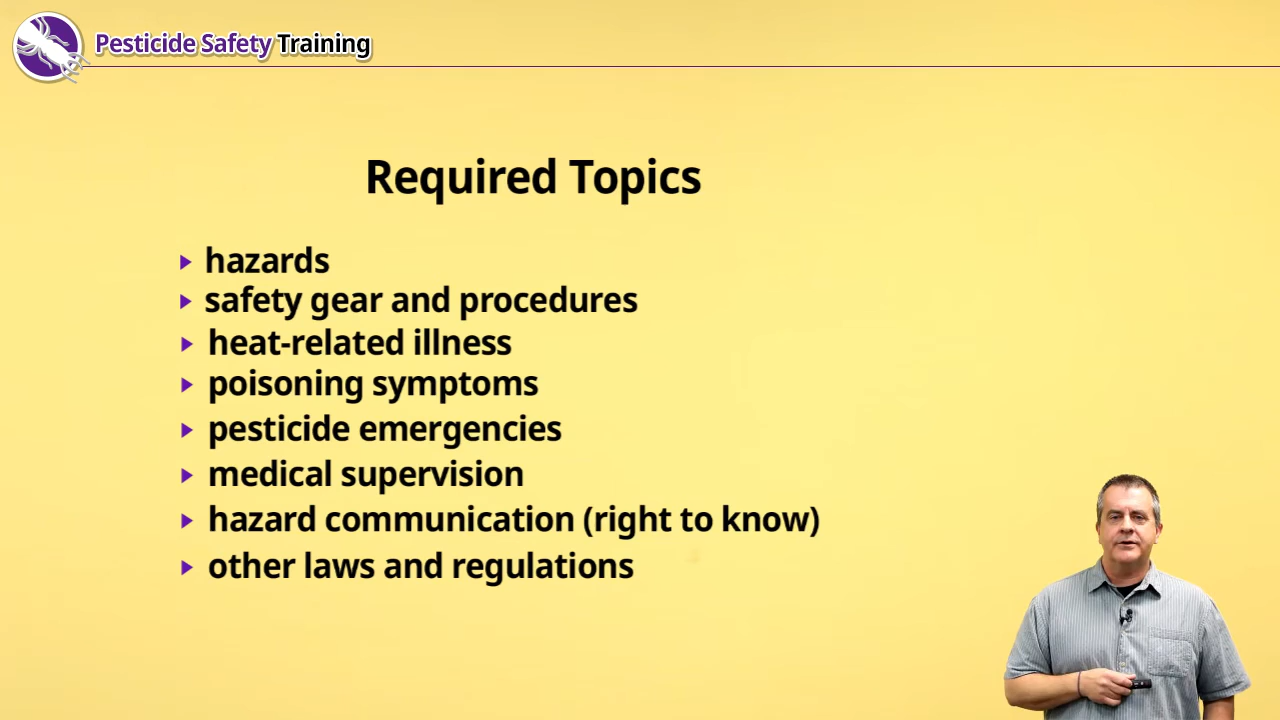 Pesticide Safety Training
Required Topics
hazards
safety gear and procedures
heat-related illness
poisoning symptoms
pesticide emergencies
medical supervision
hazard communication (right to know)
other laws and regulations